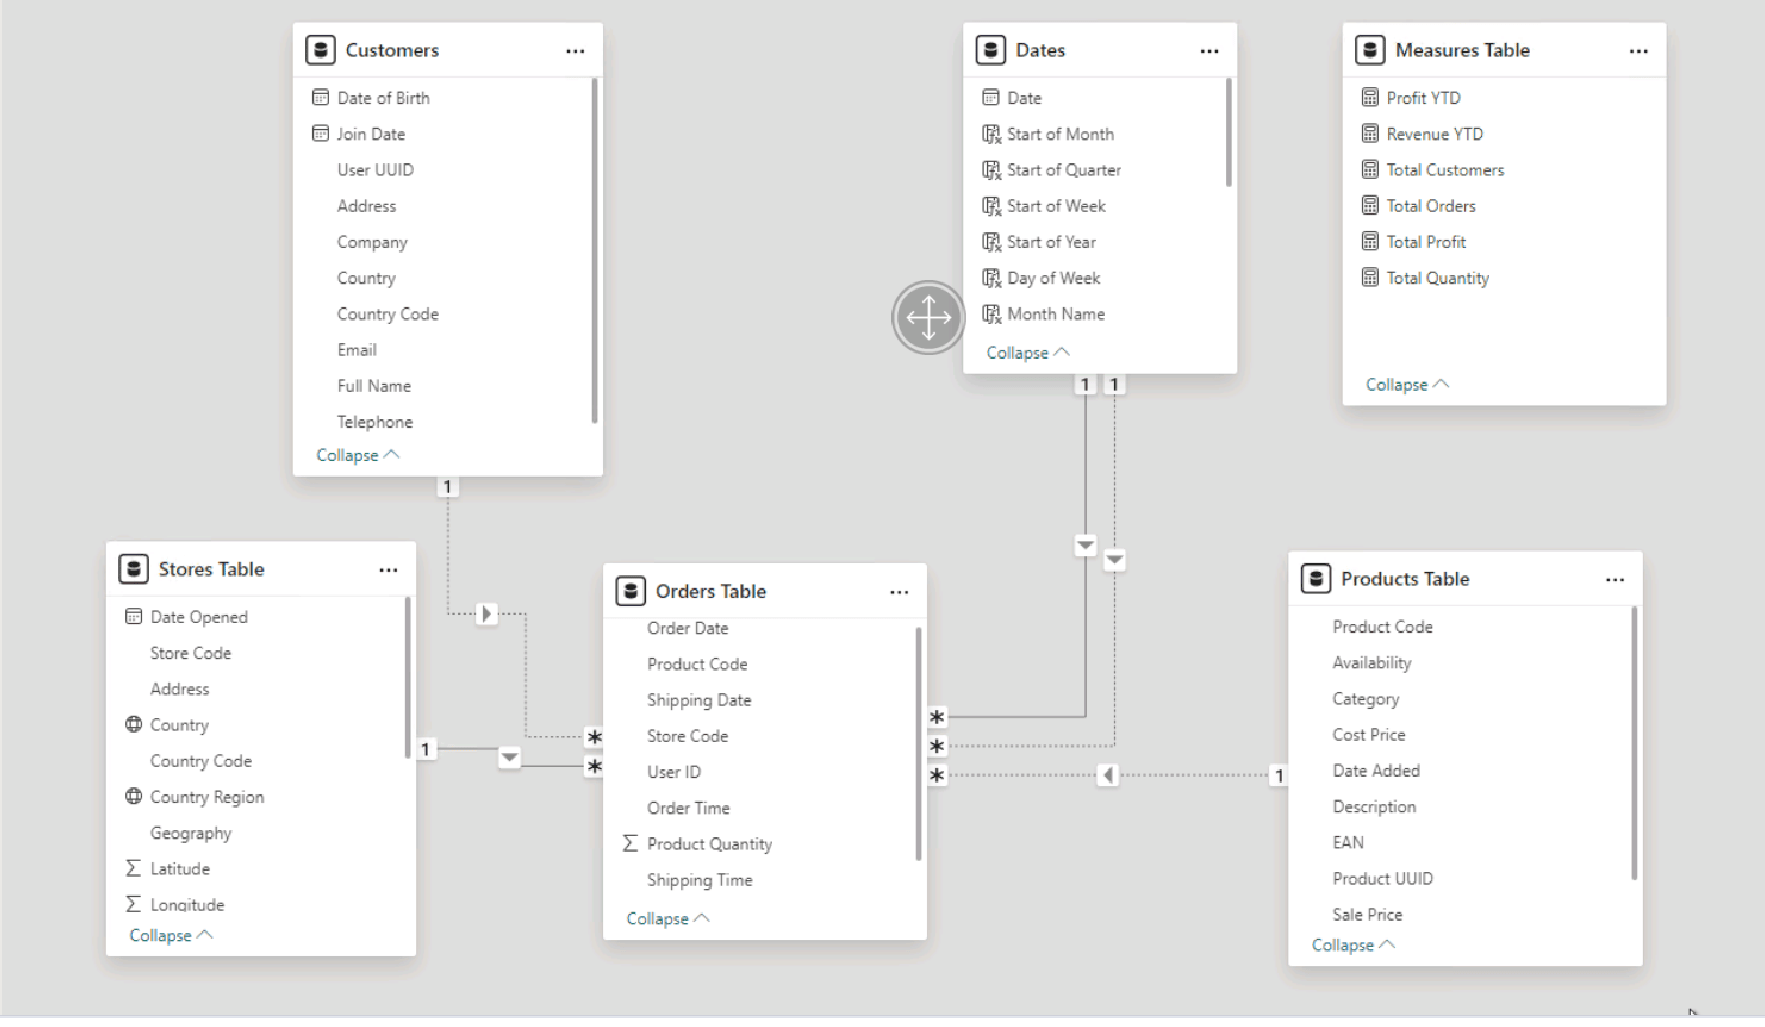 Customers
Date of Birth
Join Date
User UUID
Address
Company
Country
Country Code
Email
Full Name
Telephone
Collapse
1
Dates
Date
Start of Month
Start of Quarter
Start of Week
Start of Year
Day of Week
Month Name
Collapse
1 1
Measures Table
Profit YTD
Revenue YTD
Total Customers
Total Orders
Total Profit
Total Quantity
Collapse
Stores Table
Date Opened
Store Code
Address
Country
Country Code
Country Region
Geography
Σ Latitude
Σ Longitude
Collapse
1
*
*
Orders Table
Order Date
Product Code
Shipping Date
Store Code
User ID
Order Time
Σ Product Quantity
Shipping Time
Collapse
*
*
*
1
Products Table
Product Code
Availability
Category
Cost Price
Date Added
Description
EAN
Product UUID
Sale Price
Collapse